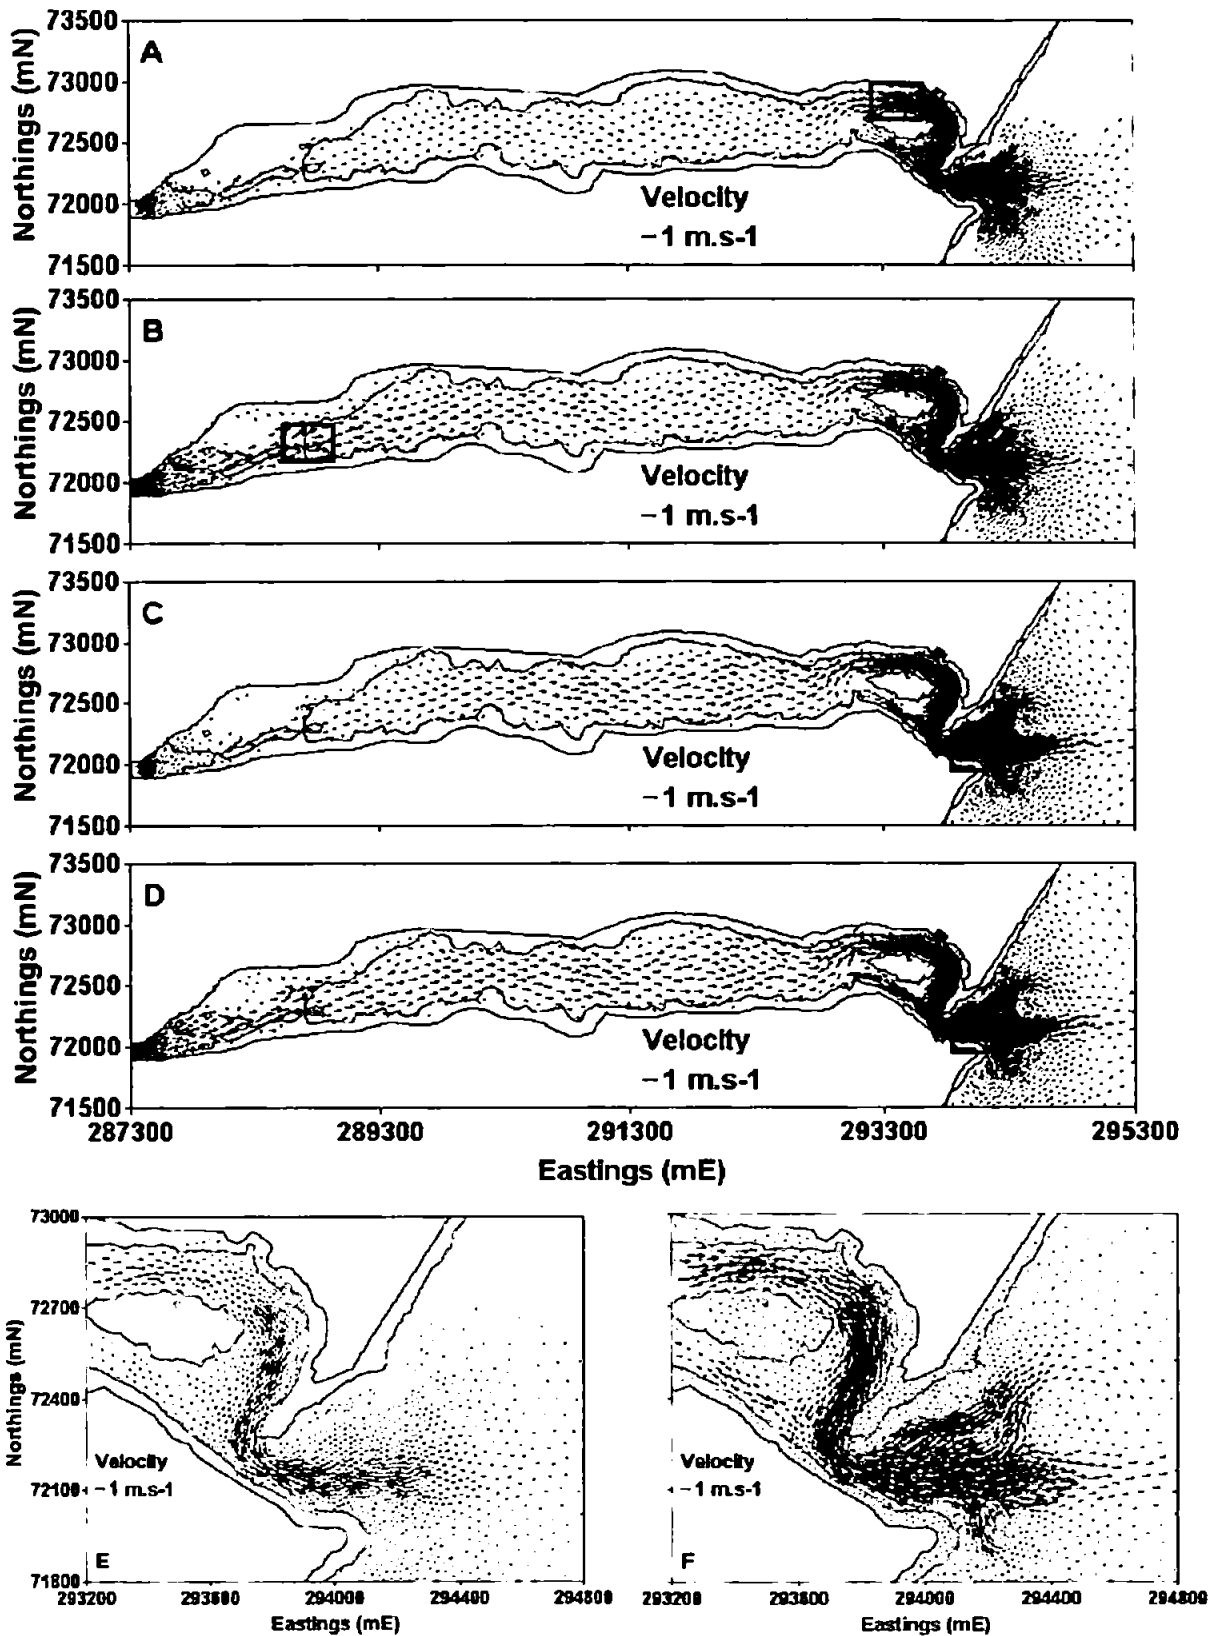 73500
A
73000
72500
72000
71500
Northings (mN)
Velocity
−1 m.s-1
73500
B
73000
72500
72000
71500
Northings (mN)
Velocity
−1 m.s-1
73500
C
73000
72500
72000
71500
Northings (mN)
Velocity
−1 m.s-1
73500
D
73000
72500
72000
71500
Northings (mN)
Velocity
−1 m.s-1
287300 289300 291300 293300 295300
Eastings (mE)
73000
72700
72400
72100
71800
Northings (mN)
Velocity
−1 m.s-1
E
293200 293600 294000 294400 294800
Eastings (mE)
Velocity
−1 m.s-1
F
293200 293600 294000 294400 294800
Eastings (mE)